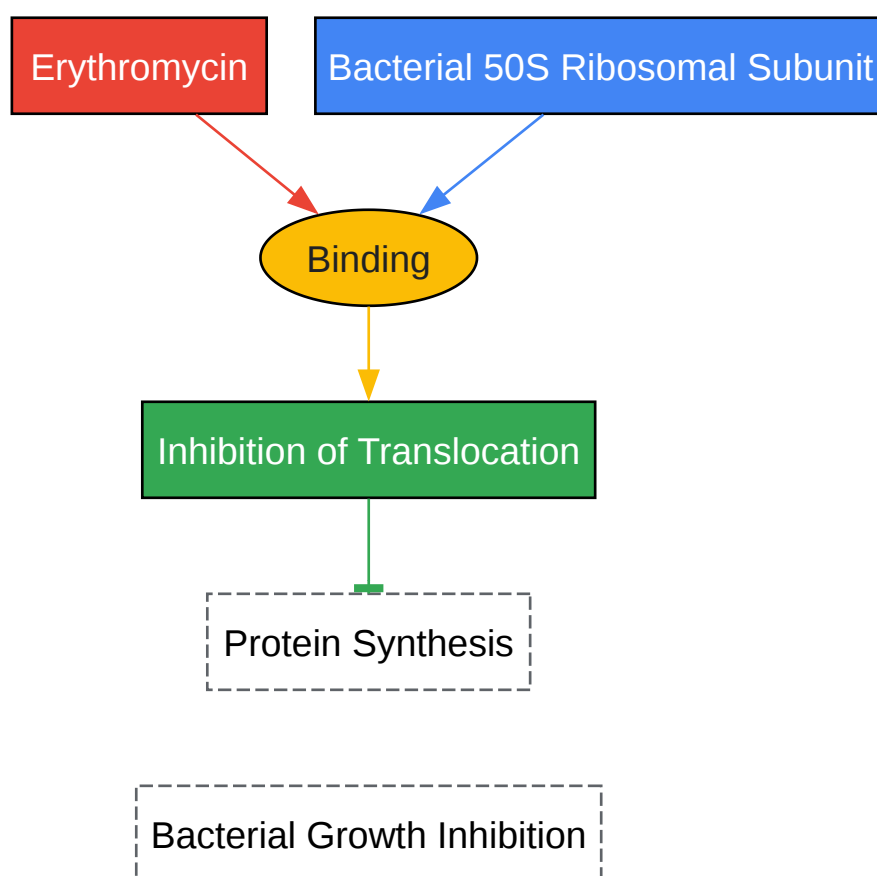 Erythromycin
Bacterial 50S Ribosomal Subunit
Binding
Inhibition of Translocation
Protein Synthesis
Bacterial Growth Inhibition